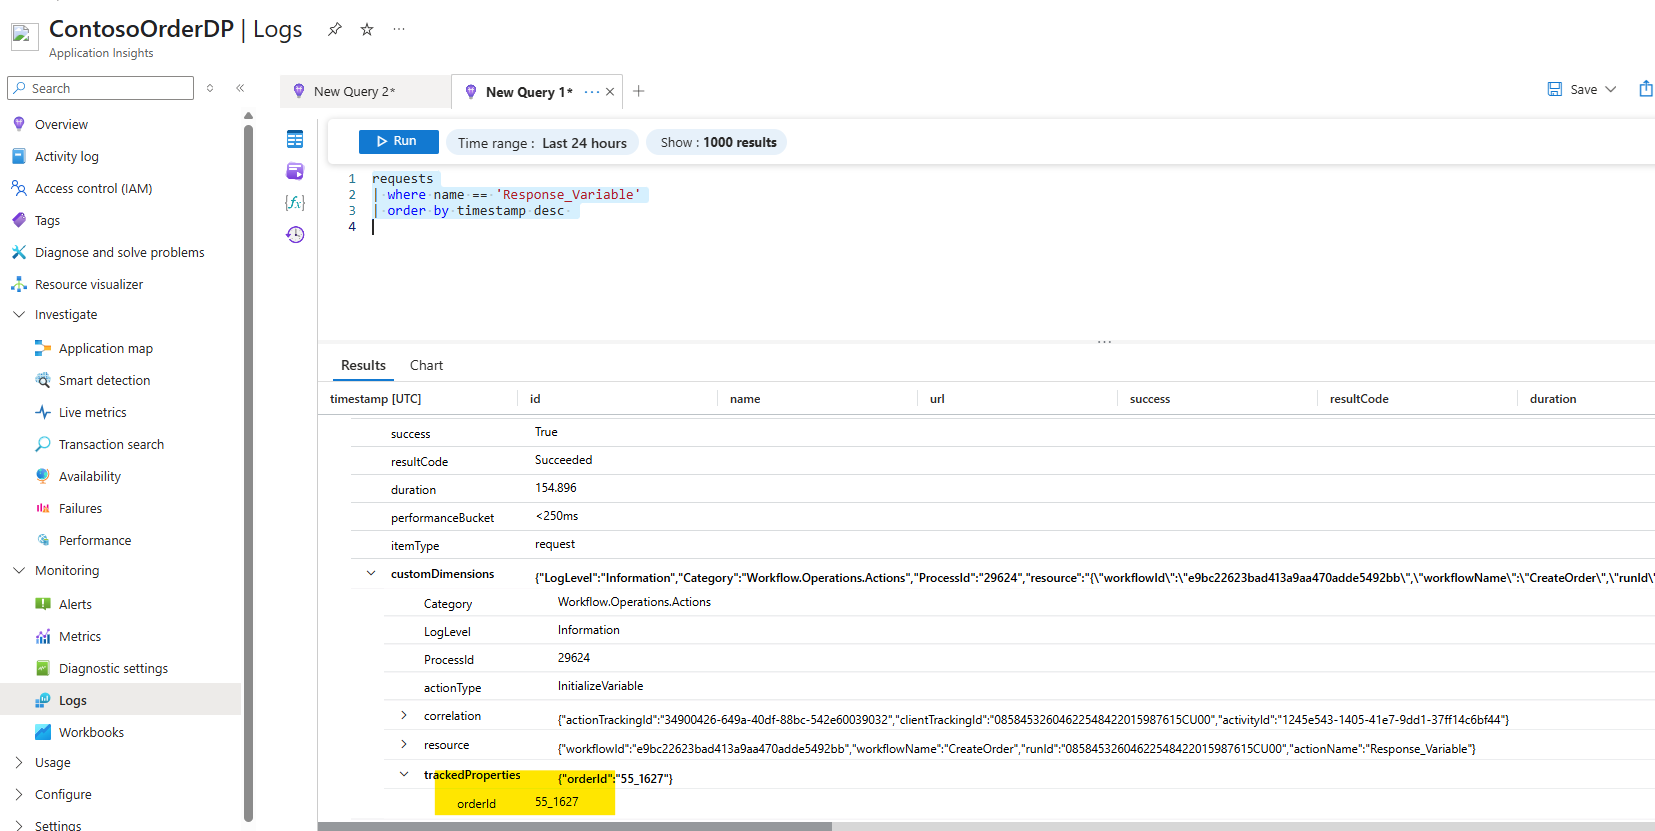 ContosoOrderDP | Logs
Application Insights
Search
Overview
Activity log
Access control (IAM)
Tags
Diagnose and solve problems
Resource visualizer
Investigate
Application map
Smart detection
Live metrics
Transaction search
Availability
Failures
Performance
Monitoring
Alerts
Metrics
Diagnostic settings
Logs
Workbooks
Usage
Configure
Settings
New Query 2*
New Query 1* ···
Save
Run
Time range : Last 24 hours
Show : 1000 results
1 requests
2 | where name == 'Response_Variable'
3 | order by timestamp desc
4
Results Chart
timestamp [UTC] id name url success resultCode duration
success True
resultCode Succeeded
duration 154.896
performanceBucket <250ms
itemType request
customDimensions {"LogLevel":"Information","Category":"Workflow.Operations.Actions","ProcessId":"29624","resource":"{\"workflowId\":\"e9bc22623bad413a9aa470adde5492bb\",\"workflowName\":\"CreateOrder\",\"runId\"
Category Workflow.Operations.Actions
LogLevel Information
ProcessId 29624
actionType InitializeVariable
correlation {"actionTrackingId":"34900426-649a-40df-88bc-542e60039032","clientTrackingId":"08584532604622548422015987615CU00","activityId":"1245e543-1405-41e7-9dd1-37ff14c6bf44"}
resource {"workflowId":"e9bc22623bad413a9aa470adde5492bb","workflowName":"CreateOrder","runId":"08584532604622548422015987615CU00","actionName":"Response_Variable"}
trackedProperties {"orderId":"55_1627"}
orderId 55_1627